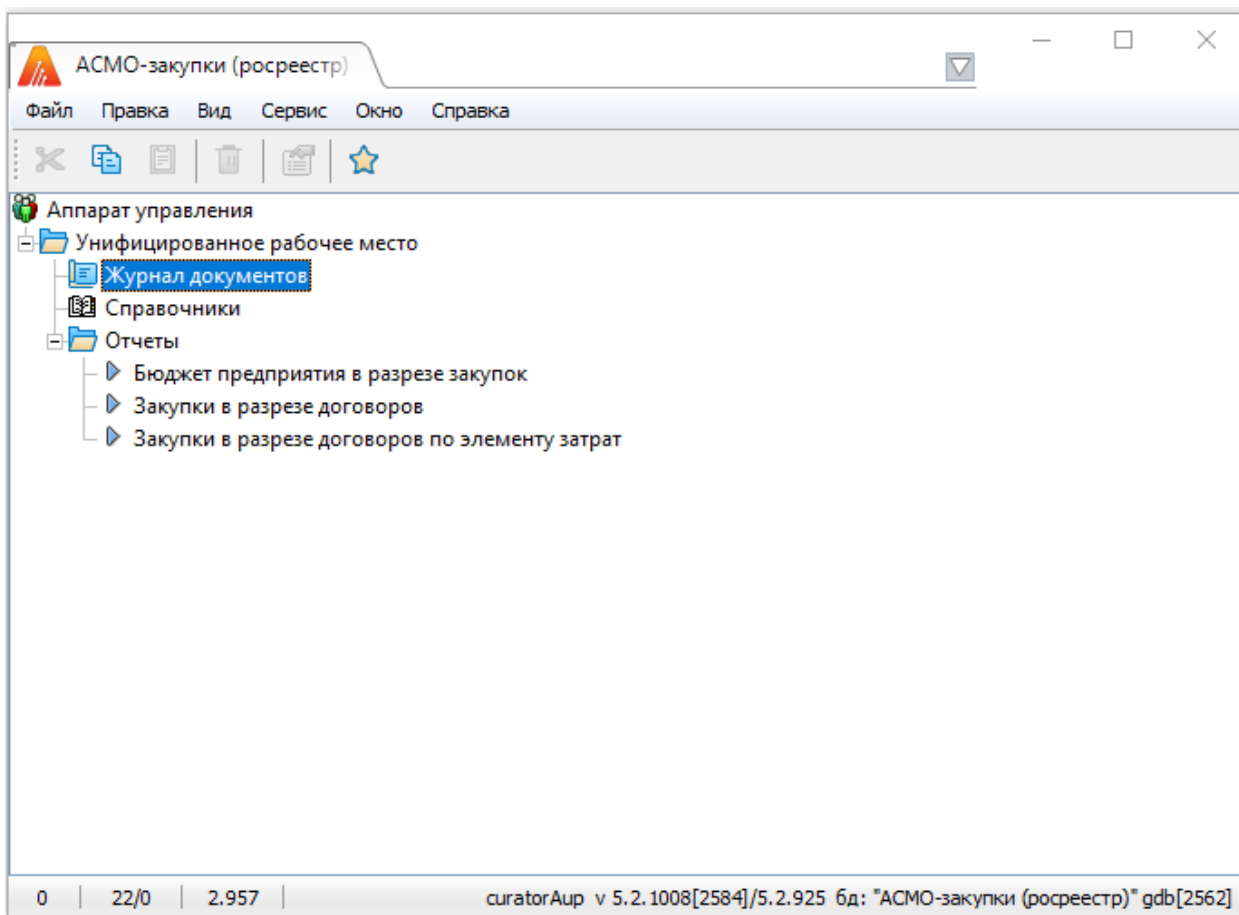 АСМО-закупки (росреестр)
Файл Правка Вид Сервис Окно Справка
Аппарат управления
Унифицированное рабочее место
Журнал документов
Справочники
Отчеты
Бюджет предприятия в разрезе закупок
Закупки в разрезе договоров
Закупки в разрезе договоров по элементу затрат
0 22/0 2.957 curatorAup v 5.2.1008[2584]/5.2.925 бд: "АСМО-закупки (росреестр)" gdb[2562]